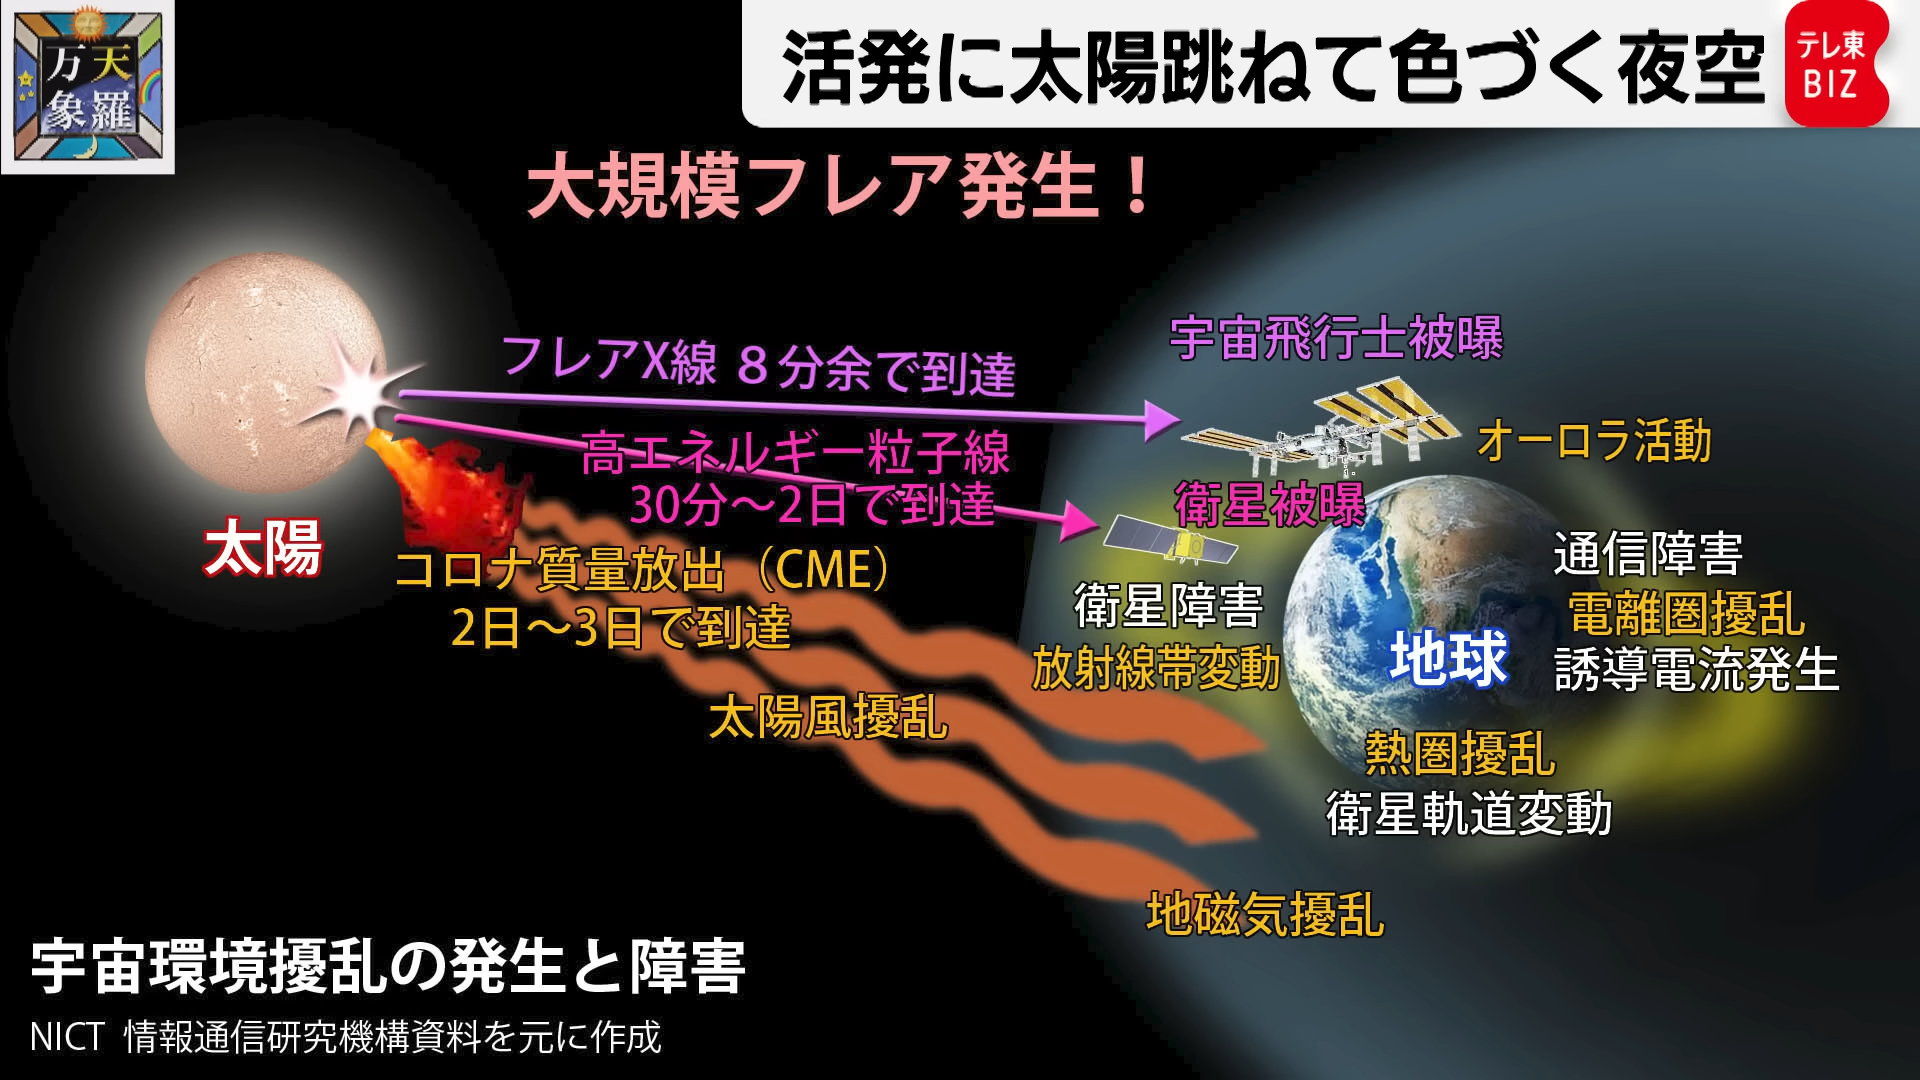 天羅
万象
活発に太陽跳ねて色づく夜空
テレ東
BIZ
大規模フレア発生！
フレアX線 8分余で到達
高エネルギー粒子線
30分～2日で到達
宇宙飛行士被曝
オーロラ活動
衛星被曝
太陽
コロナ質量放出（CME）
2日～3日で到達
太陽風擾乱
衛星障害
放射線帯変動
地球
通信障害
電離圏擾乱
誘導電流発生
熱圏擾乱
衛星軌道変動
地磁気擾乱
宇宙環境擾乱の発生と障害
NICT 情報通信研究機構資料を元に作成